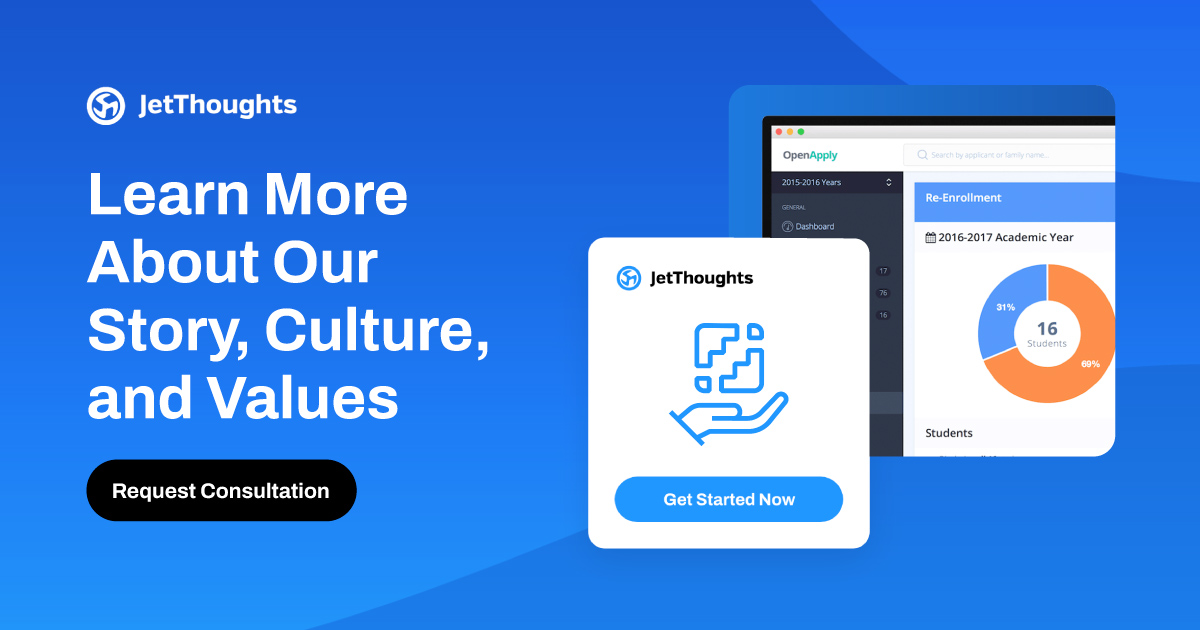 JetThoughts
Learn More
About Our
Story, Culture,
and Values
Request Consultation
JetThoughts
Get Started Now
OpenApply
Search by applicant or family name..
2015-2016 Years
GENERAL
Dashboard
17
76
16
Re-Enrollment
2016-2017 Academic Year
31%
16
Students
69%
Students